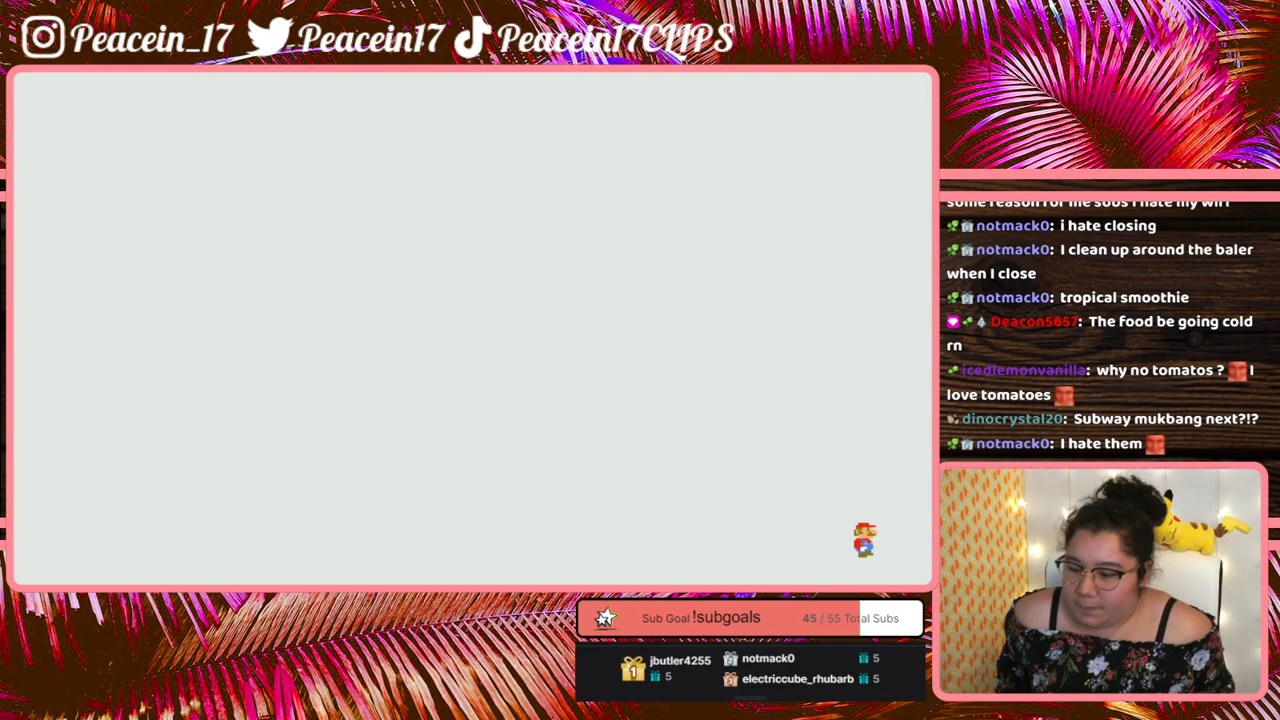 Peacein_17 Peacein17 Peacein17ClIPS
notmack0: i hate closing
notmack0: I clean up around the baler
when I close
notmack0: tropical smoothie
Deacon5657: The food be going cold
rn
icedlemonvanilla: why no tomatos ? I
love tomatoes
dinocrystal20: Subway mukbang next?!?
notmack0: I hate them
Sub Goal !subgoals 45 / 55 Total Subs
1 jbutler4255 5
notmack0 5
electriccube_rhubarb 5